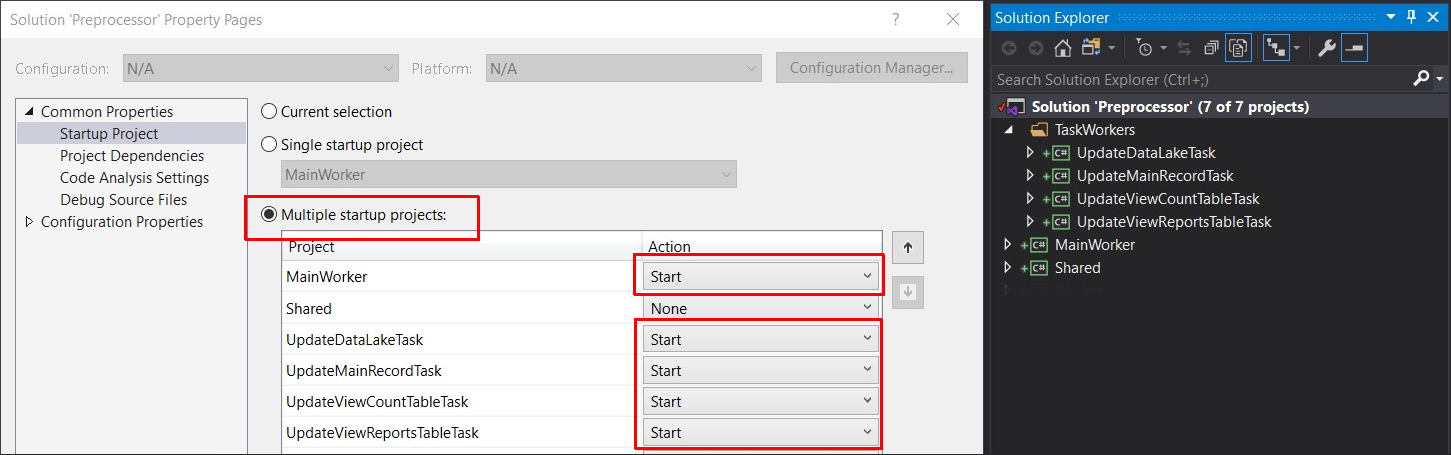 Solution 'Preprocessor' Property Pages
?
Configuration:
N/A
Platform:
N/A
Configuration Manager...
Common Properties
Startup Project
Project Dependencies
Code Analysis Settings
Debug Source Files
Configuration Properties
Current selection
Single startup project
MainWorker
Multiple startup projects:
Project
Action
MainWorker
Start
Shared
None
UpdateDataLakeTask
Start
UpdateMainRecordTask
Start
UpdateViewCountTableTask
Start
UpdateViewReportsTableTask
Start
Solution Explorer
Search Solution Explorer (Ctrl+;)
Solution 'Preprocessor' (7 of 7 projects)
TaskWorkers
C# UpdateDataLakeTask
C# UpdateMainRecordTask
C# UpdateViewCountTableTask
C# UpdateViewReportsTableTask
C# MainWorker
C# Shared